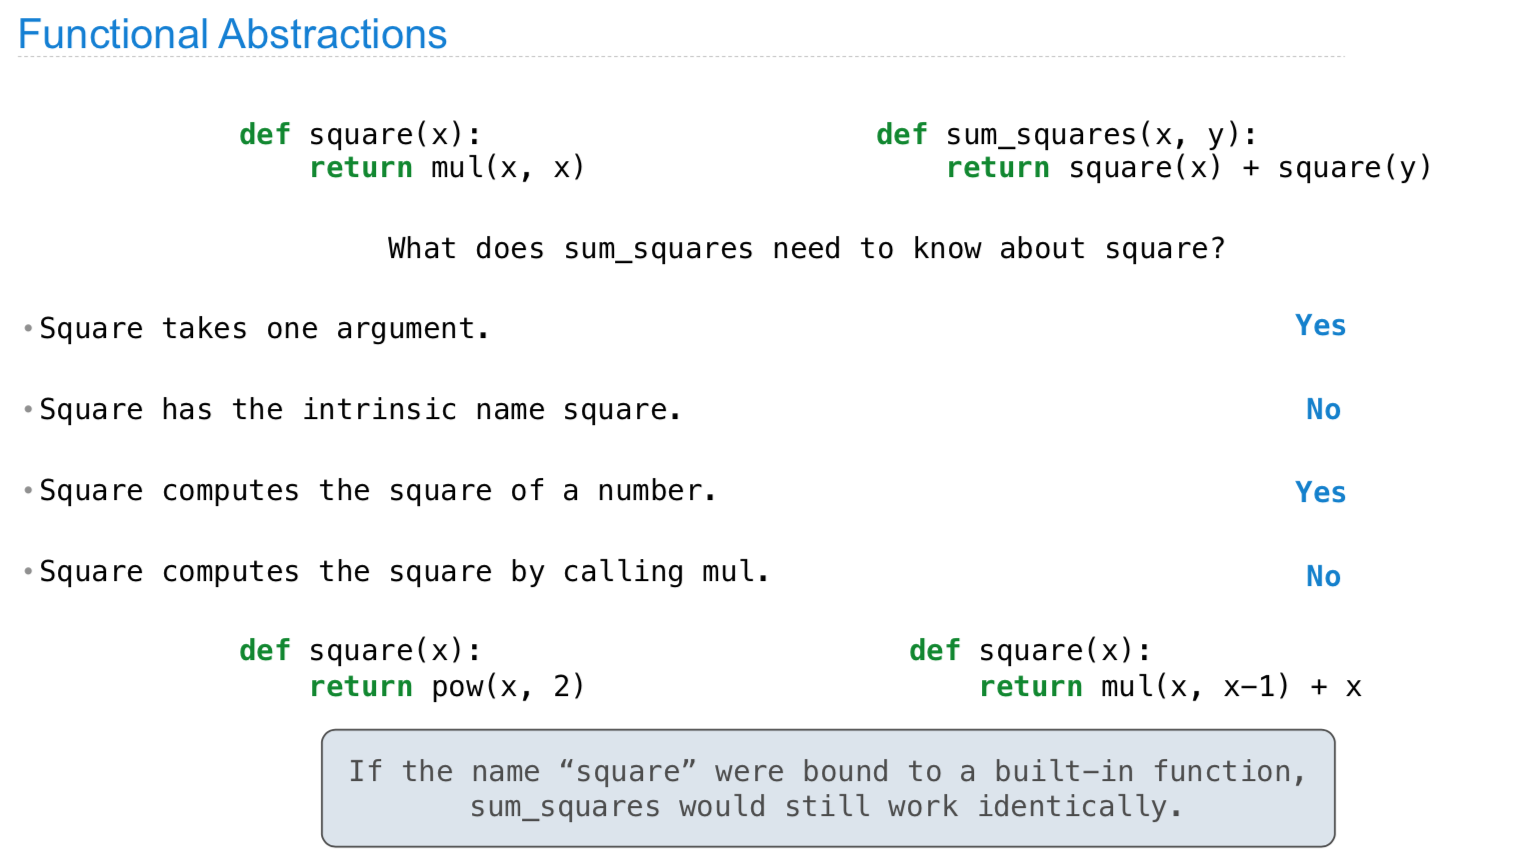 Functional Abstractions
def square(x):
    return mul(x, x)
def sum_squares(x, y):
    return square(x) + square(y)
What does sum_squares need to know about square?
•Square takes one argument. Yes
•Square has the intrinsic name square. No
•Square computes the square of a number. Yes
•Square computes the square by calling mul. No
def square(x):
    return pow(x, 2)
def square(x):
    return mul(x, x-1) + x
If the name “square” were bound to a built-in function,
sum_squares would still work identically.